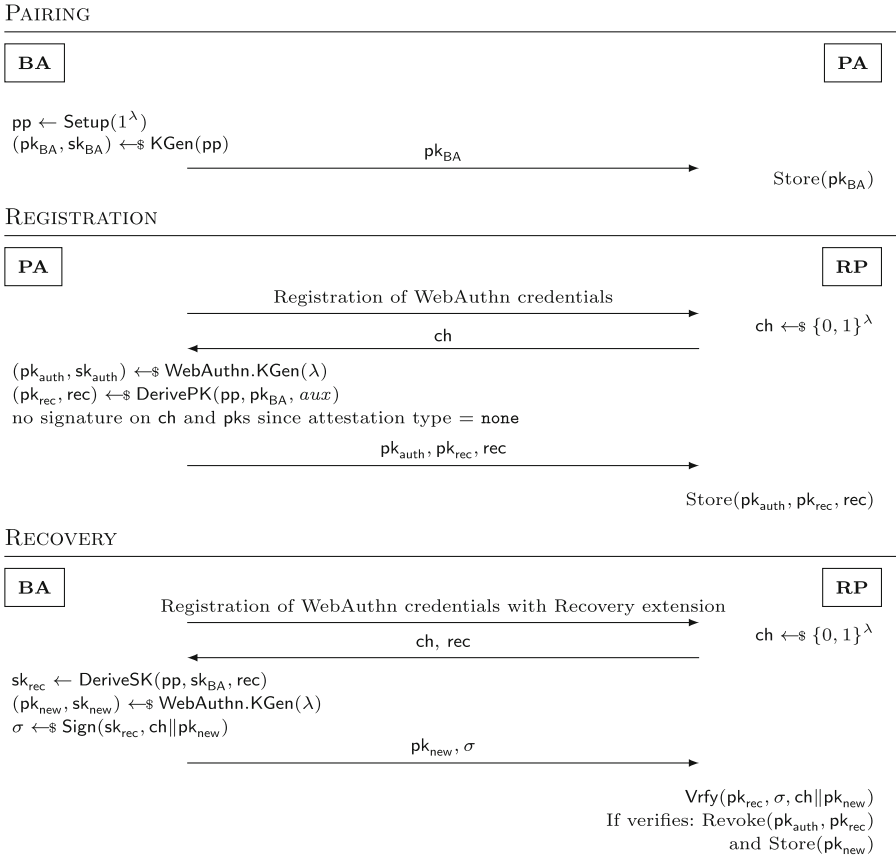 PAIRING
BA PA
pp ← Setup(1^λ)
(pk_BA, sk_BA) ←$ KGen(pp)
pk_BA
Store(pk_BA)
REGISTRATION
PA RP
Registration of WebAuthn credentials
ch ←$ {0, 1}^λ
ch
(pk_auth, sk_auth) ←$ WebAuthn.KGen(λ)
(pk_rec, rec) ←$ DerivePK(pp, pk_BA, aux)
no signature on ch and pks since attestation type = none
pk_auth, pk_rec, rec
Store(pk_auth, pk_rec, rec)
RECOVERY
BA RP
Registration of WebAuthn credentials with Recovery extension
ch ←$ {0, 1}^λ
ch, rec
sk_rec ← DeriveSK(pp, sk_BA, rec)
(pk_new, sk_new) ←$ WebAuthn.KGen(λ)
σ ←$ Sign(sk_rec, ch‖pk_new)
pk_new, σ
Vrfy(pk_rec, σ, ch‖pk_new)
If verifies: Revoke(pk_auth, pk_rec)
and Store(pk_new)